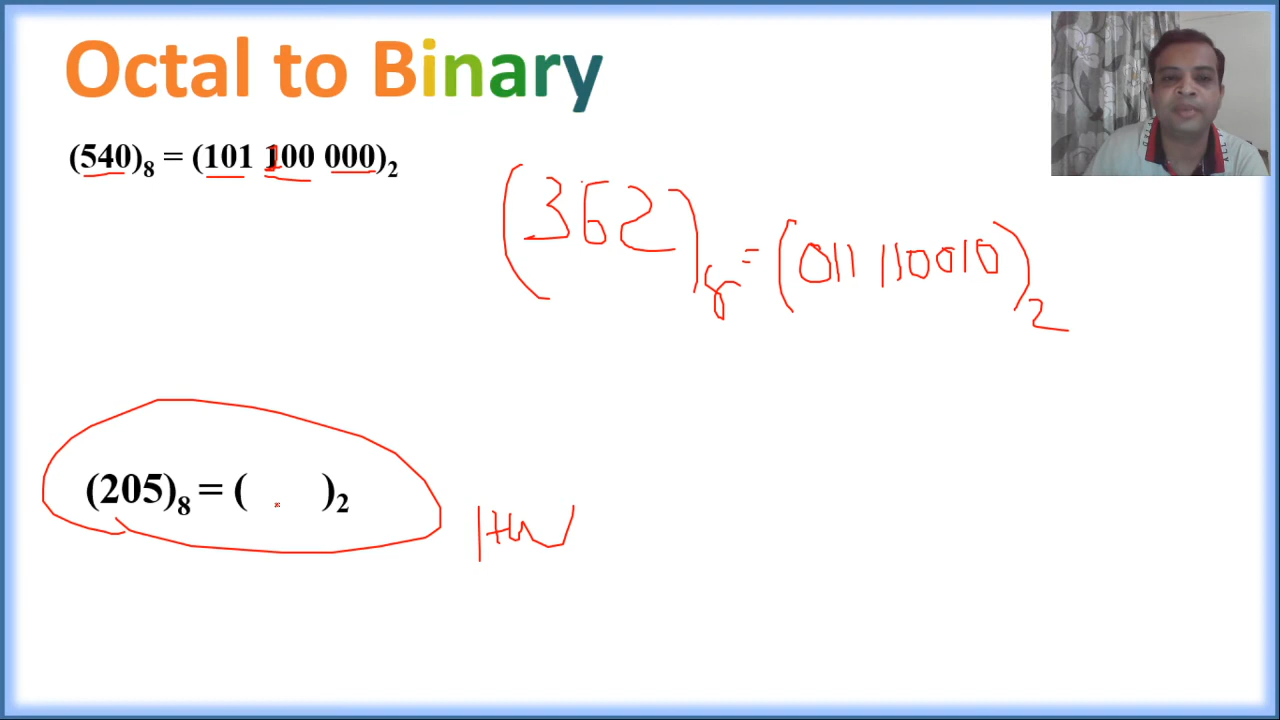 Octal to Binary
(540)₈ = (101 100 000)₂
(362)₈ = (011 110010)₂
(205)₈ = ( )₂
HW